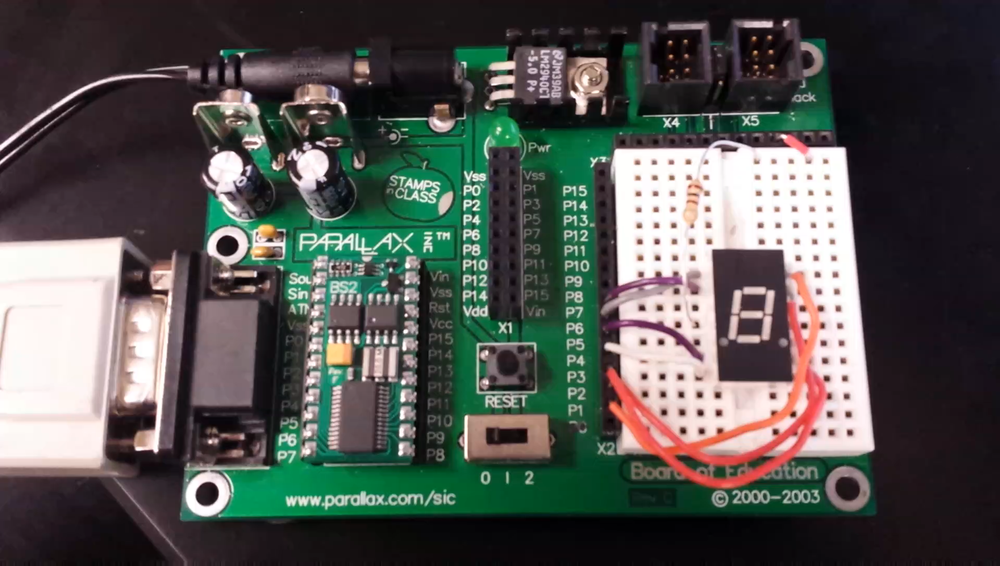 JM139AB
LM2940CT
-5.0 P+
ack
X4
X5
Pwr
X3
STAMPS
in CLASS
Vss
P0
P2
P4
P6
P8
P10
P12
P14
Vdd
Vss
P1
P3
P5
P7
P9
P11
P13
P15
Vin
X1
P15
P14
P13
P12
P11
P10
P9
P8
P7
P6
P5
P4
P3
P2
P1
P0
X2
PARALLAX INC ™
BS2
Sou
Sin
ATN
Vss
P0
P1
P2
P3
P4
P5
P6
P7
Vin
Vss
Rst
Vcc
P15
P14
P13
P12
P11
P10
P9
P8
RESET
0 1 2
Board of Education
Rev C
www.parallax.com/sic
© 2000-2003